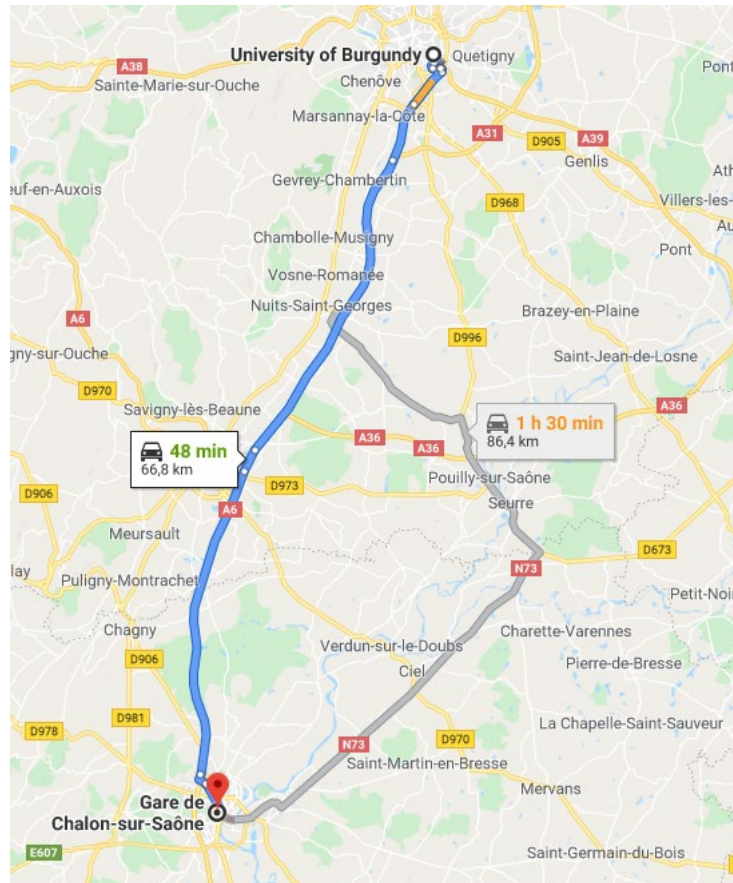 University of Burgundy
Quetigny
Pont
A38
Sainte-Marie-sur-Ouche
Chenôve
Marsannay-la-Côte
A31
A39
D905
Genlis
Ath
euf-en-Auxois
Gevrey-Chambertin
D968
Villers-les-
Au
Chambolle-Musigny
Pont
Vosne-Romanée
Nuits-Saint-Georges
A6
Brazey-en-Plaine
D996
gny-sur-Ouche
Saint-Jean-de-Losne
D970
Savigny-lès-Beaune
A36
1 h 30 min
86,4 km
A36
A36
48 min
66,8 km
Pouilly-sur-Saône
D973
D906
Seurre
A6
Meursault
D673
N73
lay
Puligny-Montrachet
Petit-Noir
Chagny
Charette-Varennes
D906
Verdun-sur-le-Doubs
Ciel
Pierre-de-Bresse
D981
La Chapelle-Saint-Sauveur
D978
N73
D970
Saint-Martin-en-Bresse
Mervans
Gare de
Chalon-sur-Saône
E607
Saint-Germain-du-Bois